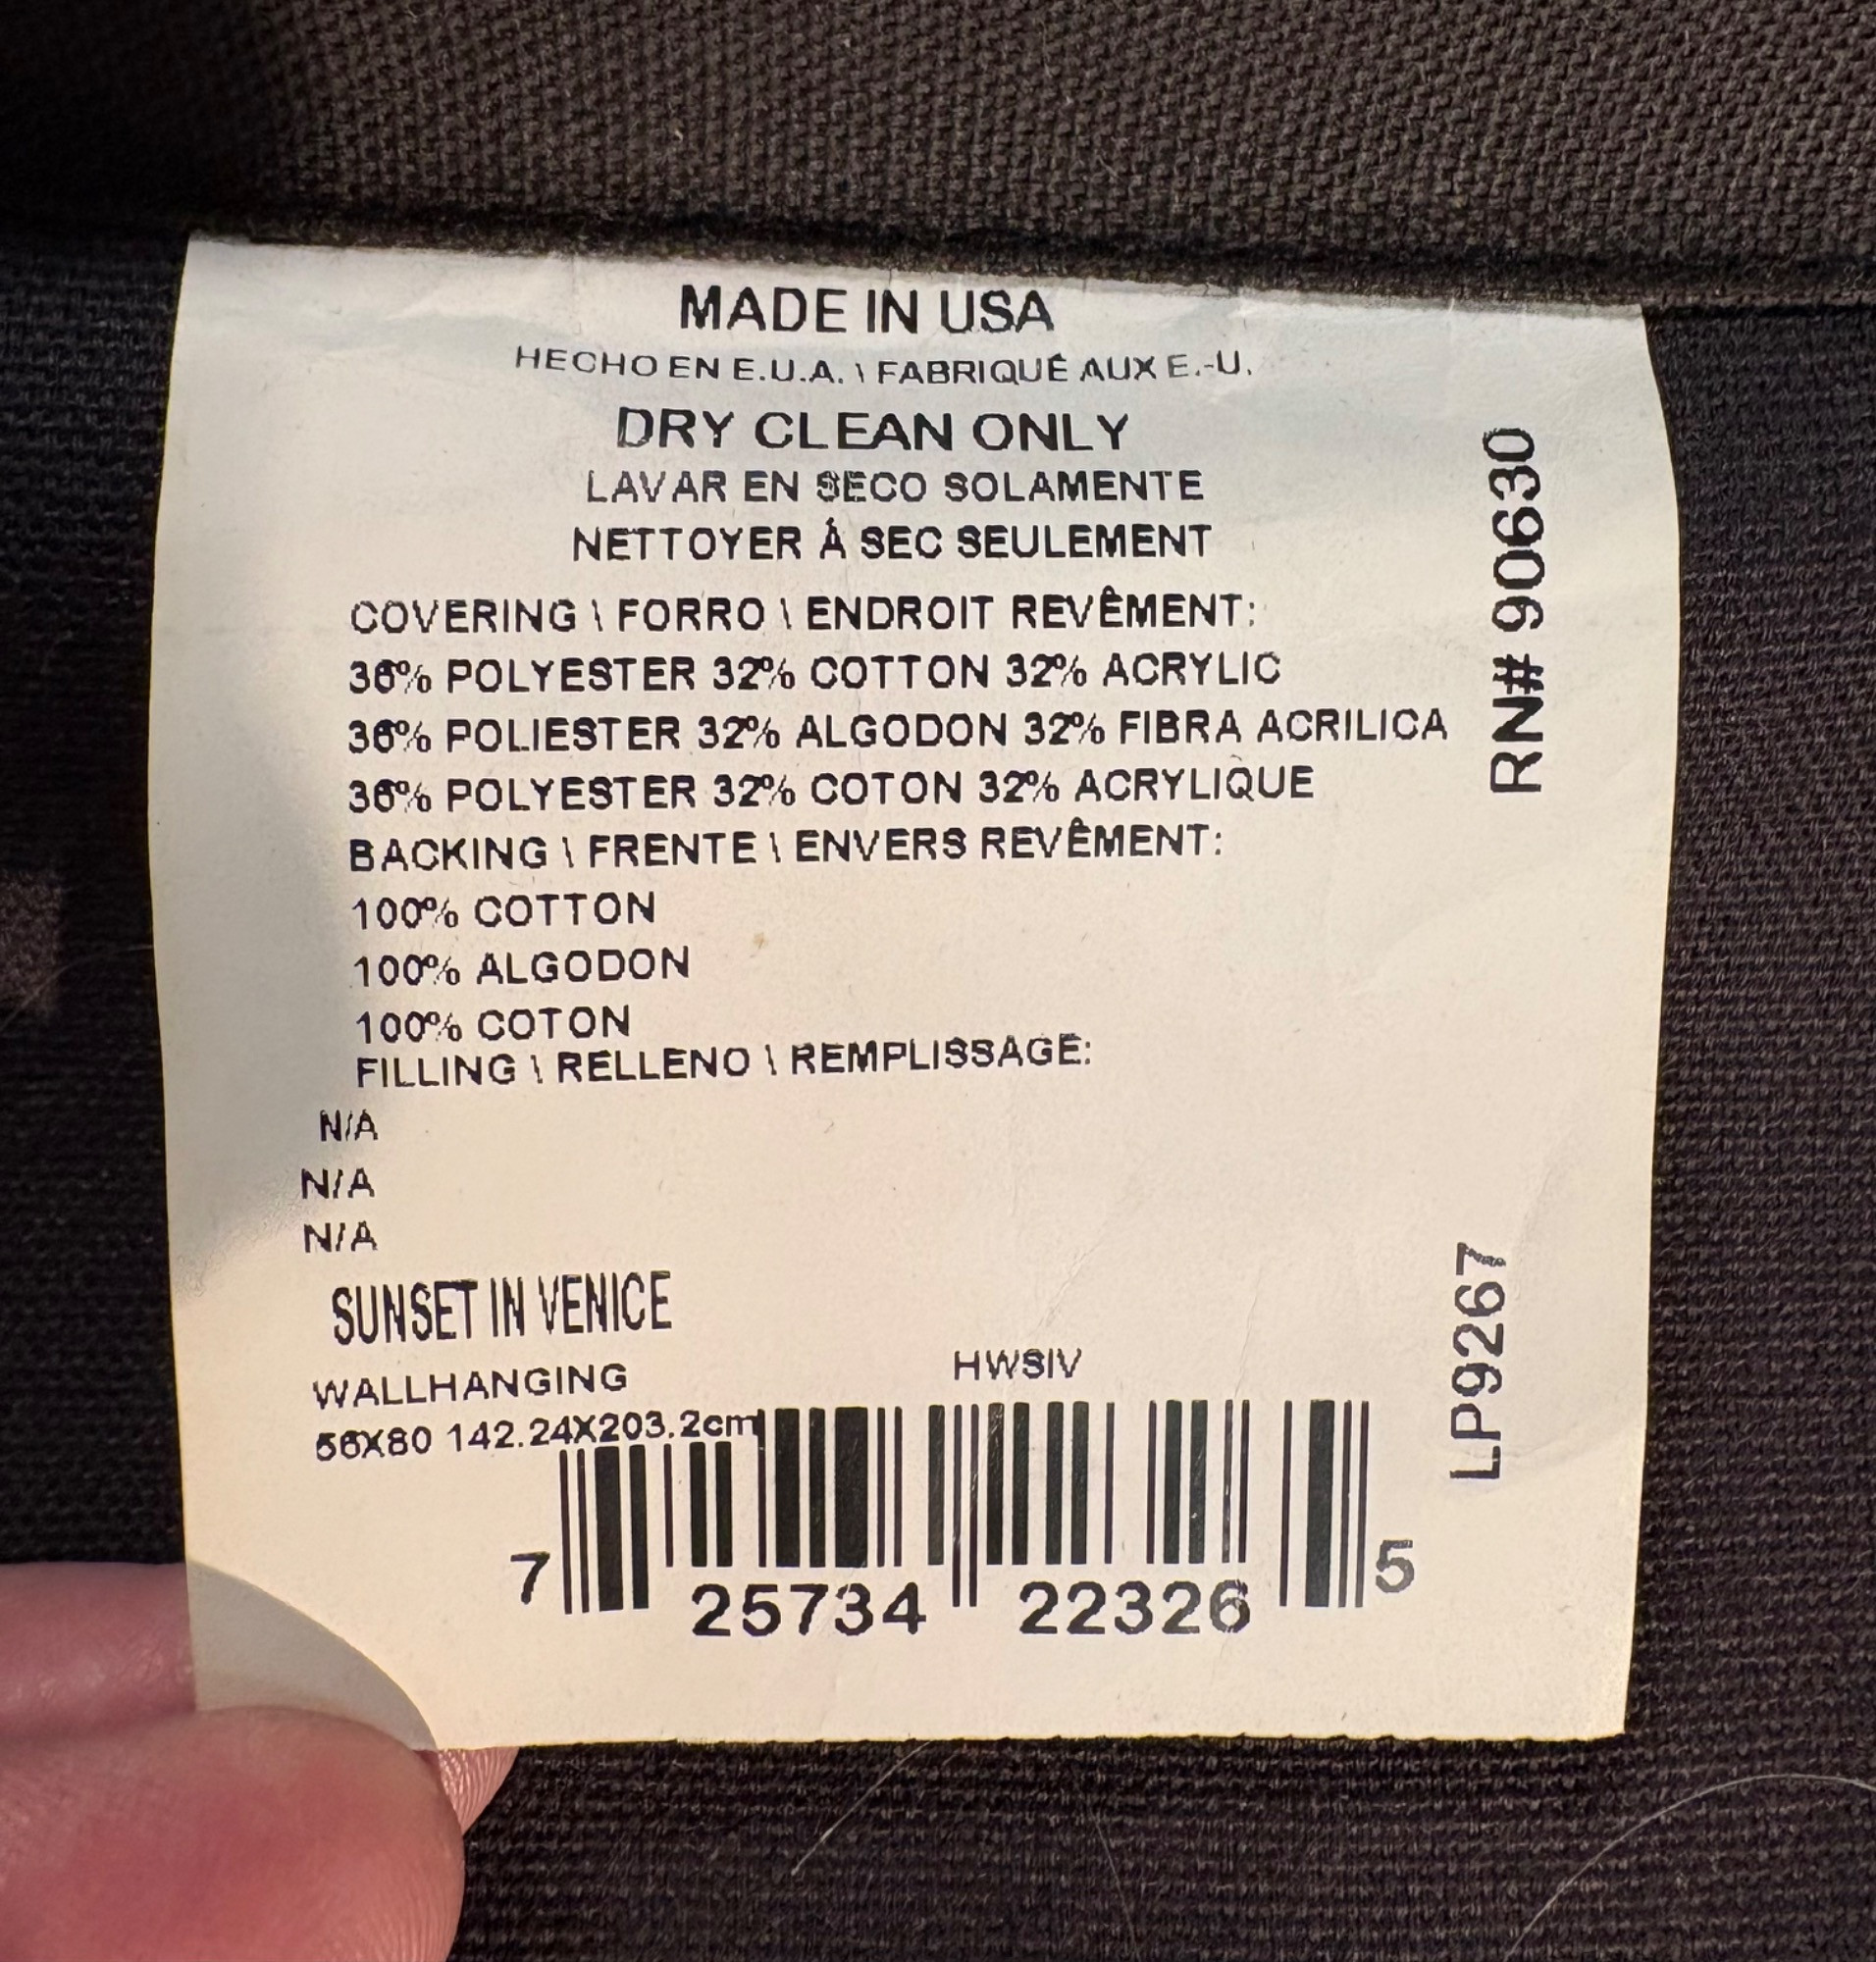 MADE IN USA
HECHO EN E.U.A. \ FABRIQUÉ AUX E.-U.
DRY CLEAN ONLY
LAVAR EN SECO SOLAMENTE
NETTOYER À SEC SEULEMENT
COVERING \ FORRO \ ENDROIT REVÊMENT:
36% POLYESTER 32% COTTON 32% ACRYLIC
36% POLIESTER 32% ALGODON 32% FIBRA ACRILICA
36% POLYESTER 32% COTON 32% ACRYLIQUE
BACKING \ FRENTE \ ENVERS REVÊMENT:
100% COTTON
100% ALGODON
100% COTON
FILLING \ RELLENO \ REMPLISSAGE:
N/A
N/A
N/A
SUNSET IN VENICE
WALLHANGING
HWSIV
56X80 142.24X203.2cm
7 25734 22326 5
RN# 90630
LP9267